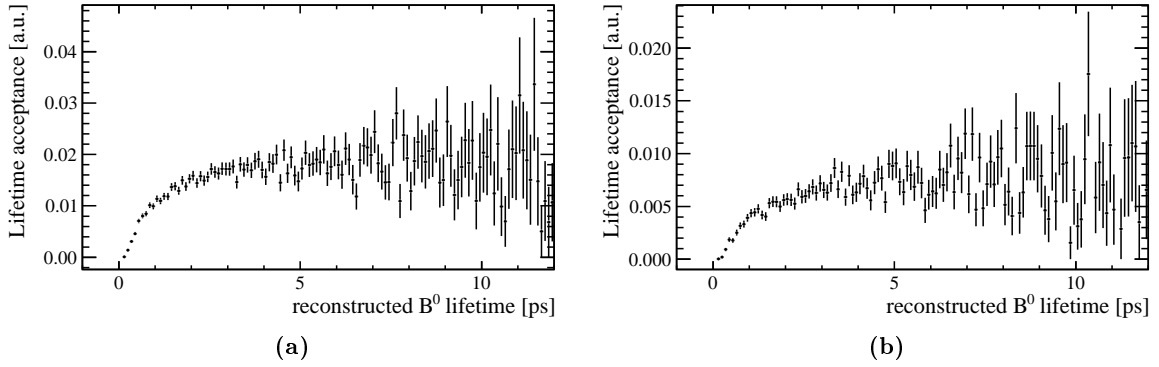 Lifetime acceptance [a.u.]
0.04
0.03
0.02
0.01
0.00
0
5
10
reconstructed B⁰ lifetime [ps]
(a)
Lifetime acceptance [a.u.]
0.020
0.015
0.010
0.005
0.000
0
5
10
reconstructed B⁰ lifetime [ps]
(b)